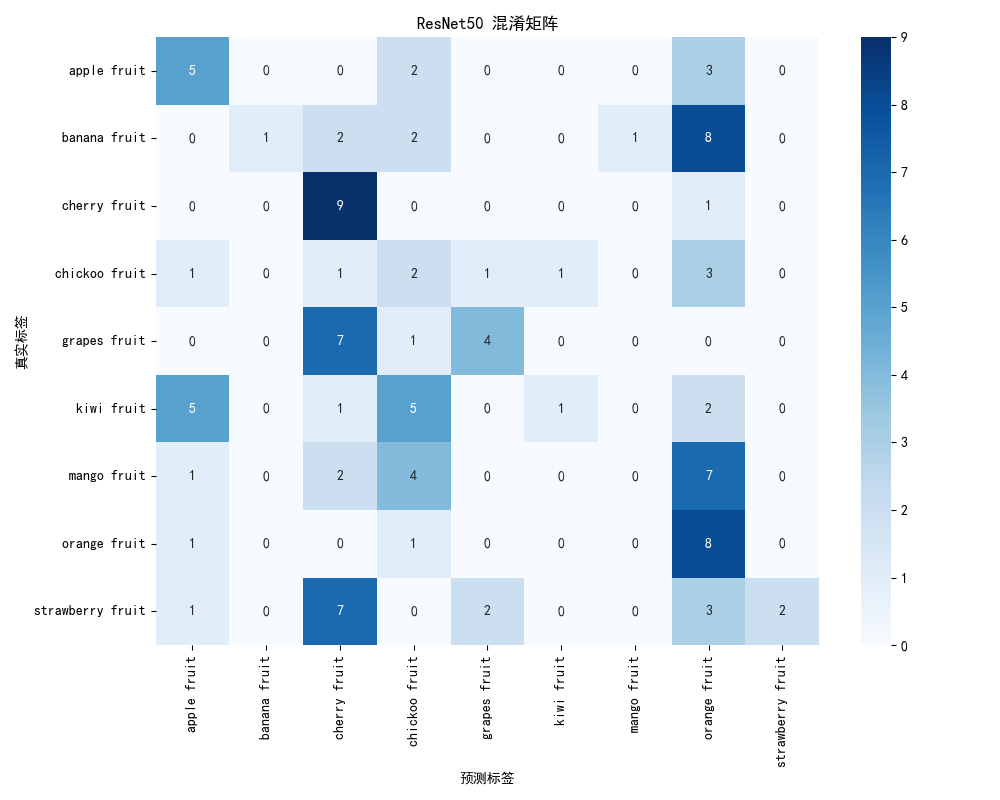 ResNet50 混淆矩阵
apple fruit 5 0 0 2 0 0 0 3 0
banana fruit 0 1 2 2 0 0 1 8 0
cherry fruit 0 0 9 0 0 0 0 1 0
chickoo fruit 1 0 1 2 1 1 0 3 0
grapes fruit 0 0 7 1 4 0 0 0 0
kiwi fruit 5 0 1 5 0 1 0 2 0
mango fruit 1 0 2 4 0 0 0 7 0
orange fruit 1 0 0 1 0 0 0 8 0
strawberry fruit 1 0 7 0 2 0 0 3 2
真实标签
apple fruit
banana fruit
cherry fruit
chickoo fruit
grapes fruit
kiwi fruit
mango fruit
orange fruit
strawberry fruit
预测标签
9
8
7
6
5
4
3
2
1
0